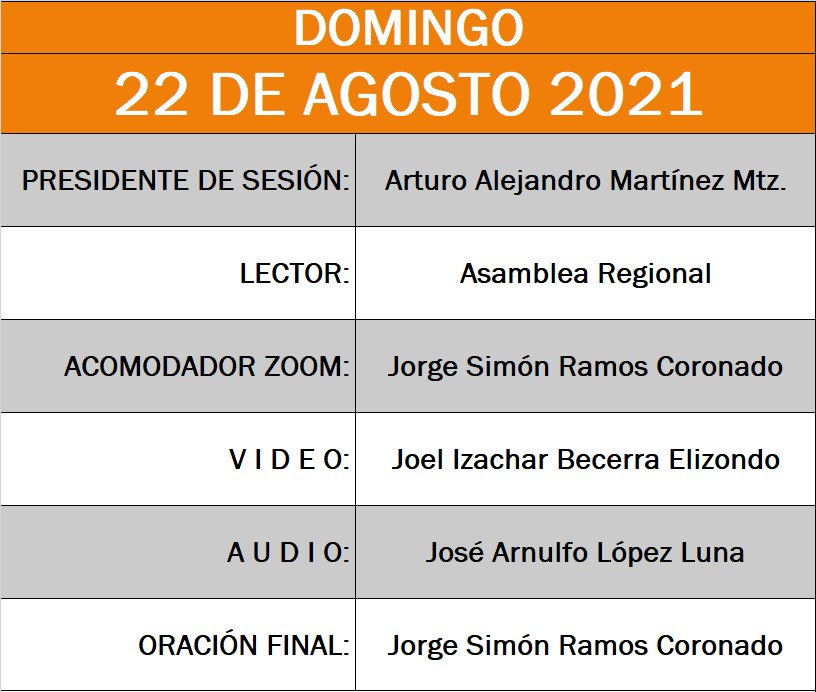 DOMINGO
22 DE AGOSTO 2021
PRESIDENTE DE SESIÓN: Arturo Alejandro Martínez Mtz.
LECTOR: Asamblea Regional
ACOMODADOR ZOOM: Jorge Simón Ramos Coronado
V I D E O: Joel Izachar Becerra Elizondo
A U D I O: José Arnulfo López Luna
ORACIÓN FINAL: Jorge Simón Ramos Coronado